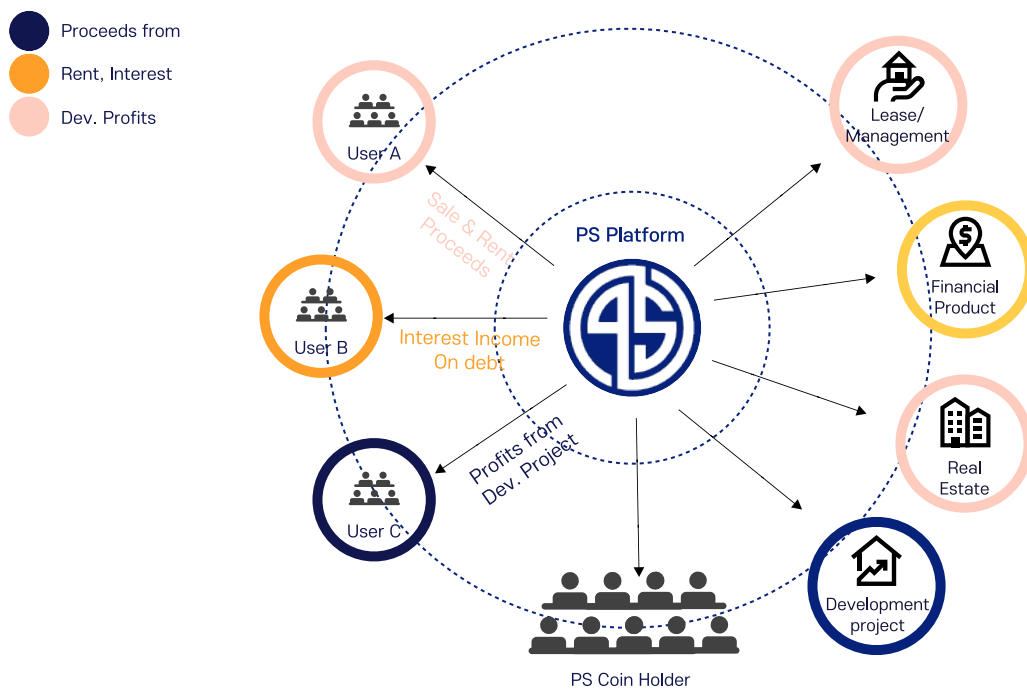 Proceeds from
Rent, Interest
Dev. Profits
User A
Sale & Rent
Proceeds
PS Platform
Lease/
Management
Financial
Product
User B
Interest Income
On debt
PS
User C
Profits from
Dev. Project
Real
Estate
Development
project
PS Coin Holder